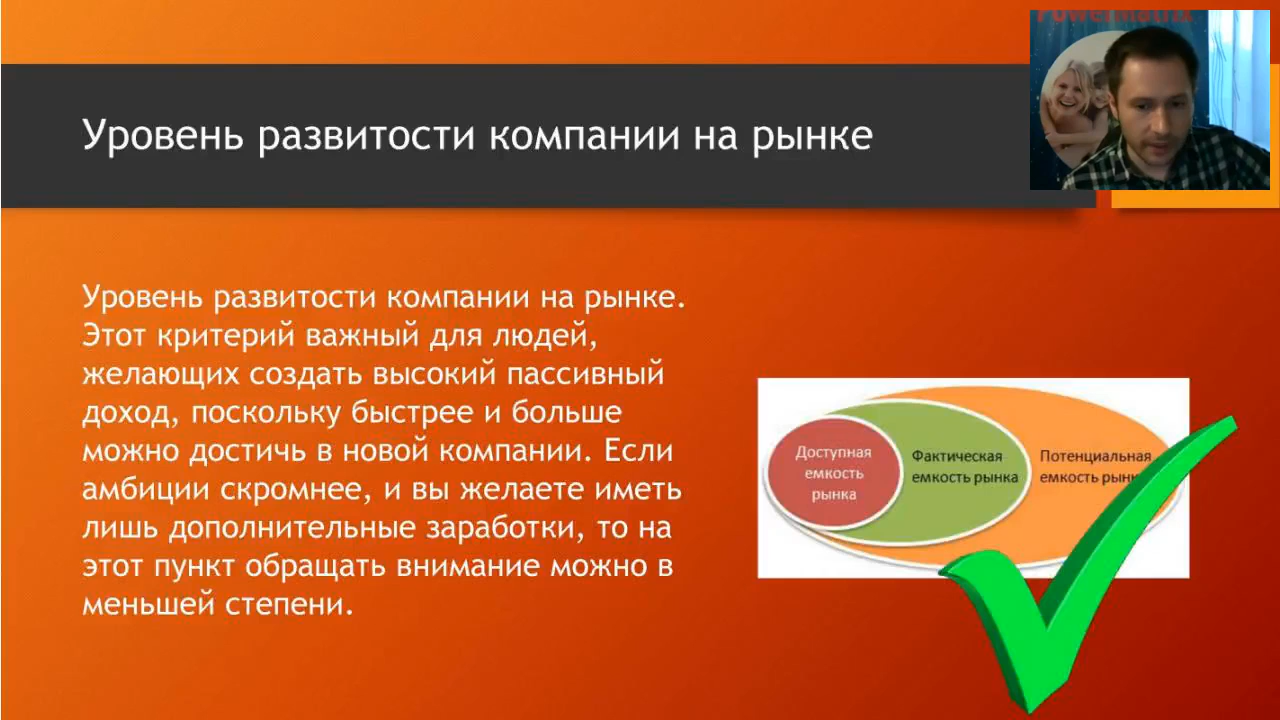 PowerMatrix
Уровень развитости компании на рынке
Уровень развитости компании на рынке.
Этот критерий важный для людей,
желающих создать высокий пассивный
доход, поскольку быстрее и больше
можно достичь в новой компании. Если
амбиции скромнее, и вы желаете иметь
лишь дополнительные заработки, то на
этот пункт обращать внимание можно в
меньшей степени.
Доступная
емкость
рынка
Фактическая
емкость рынка
Потенциальная
емкость рын